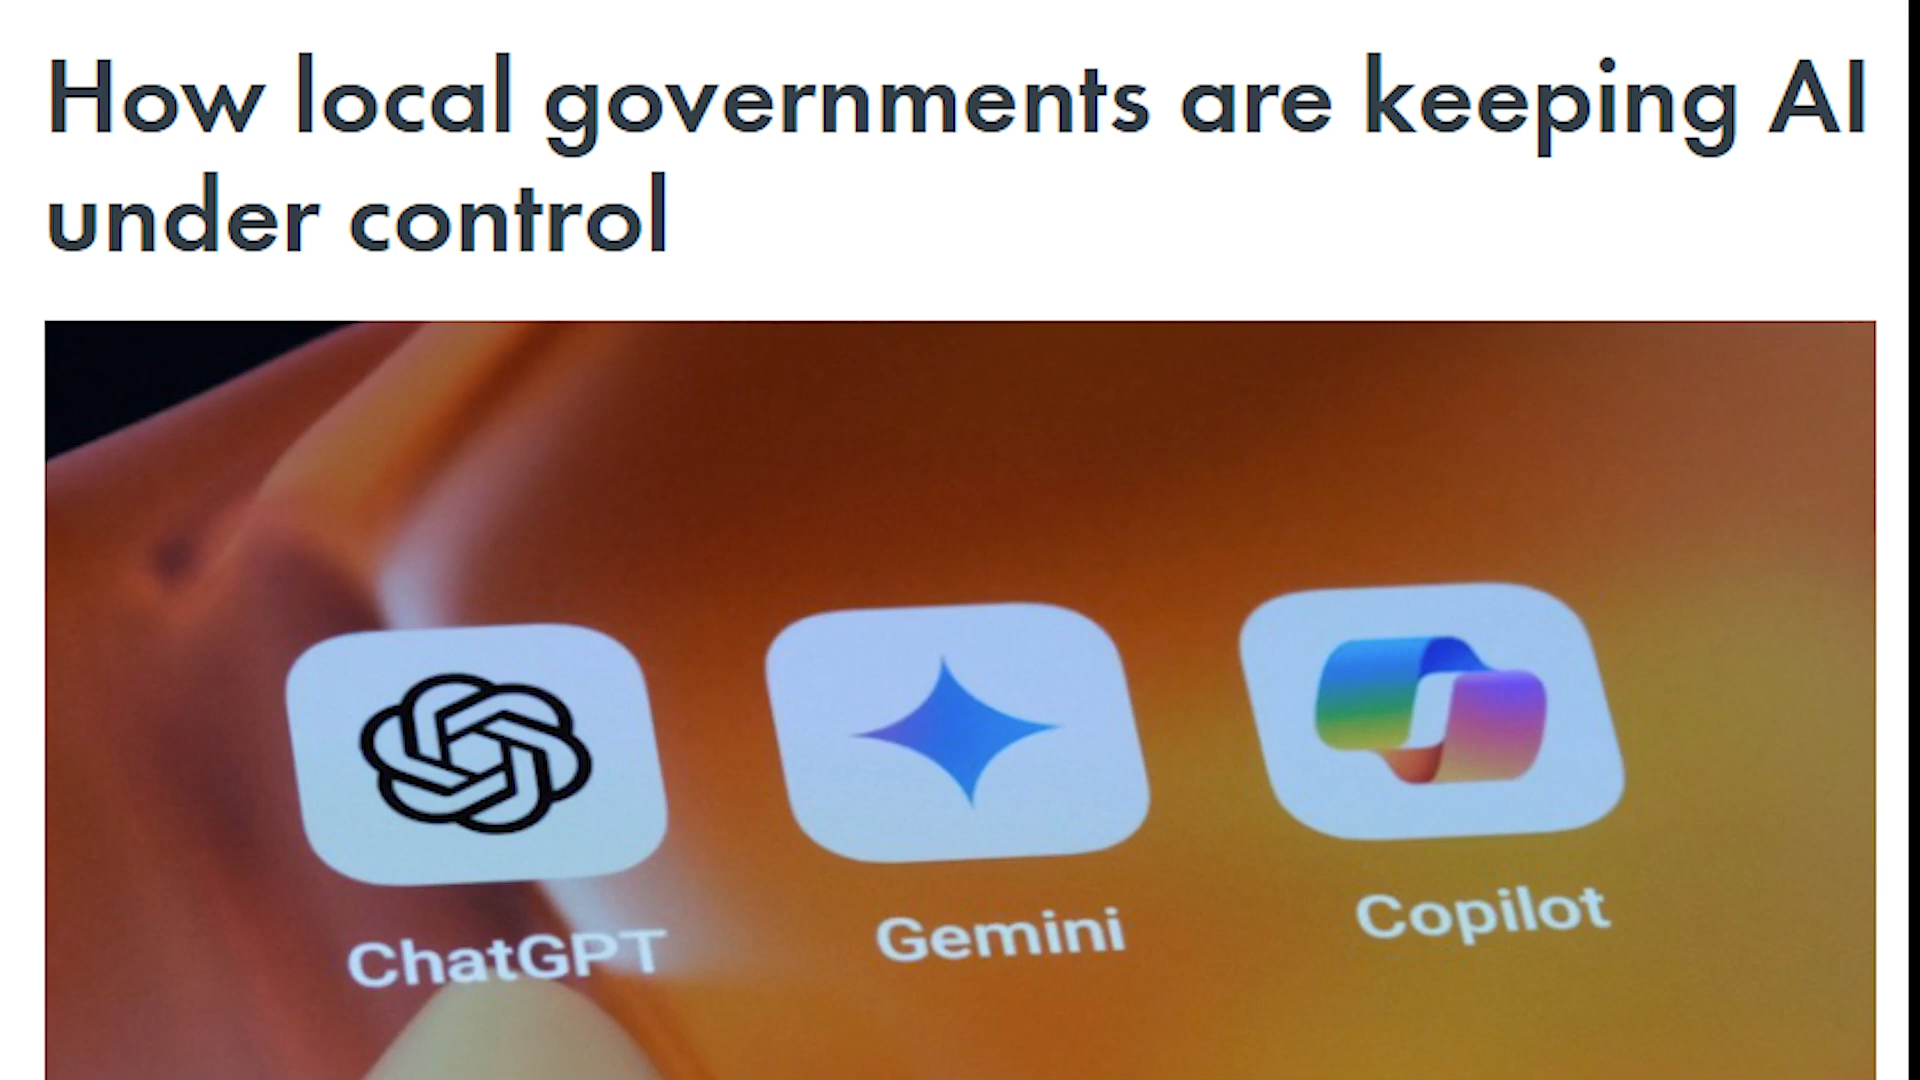 How local governments are keeping AI
under control
ChatGPT
Gemini
Copilot